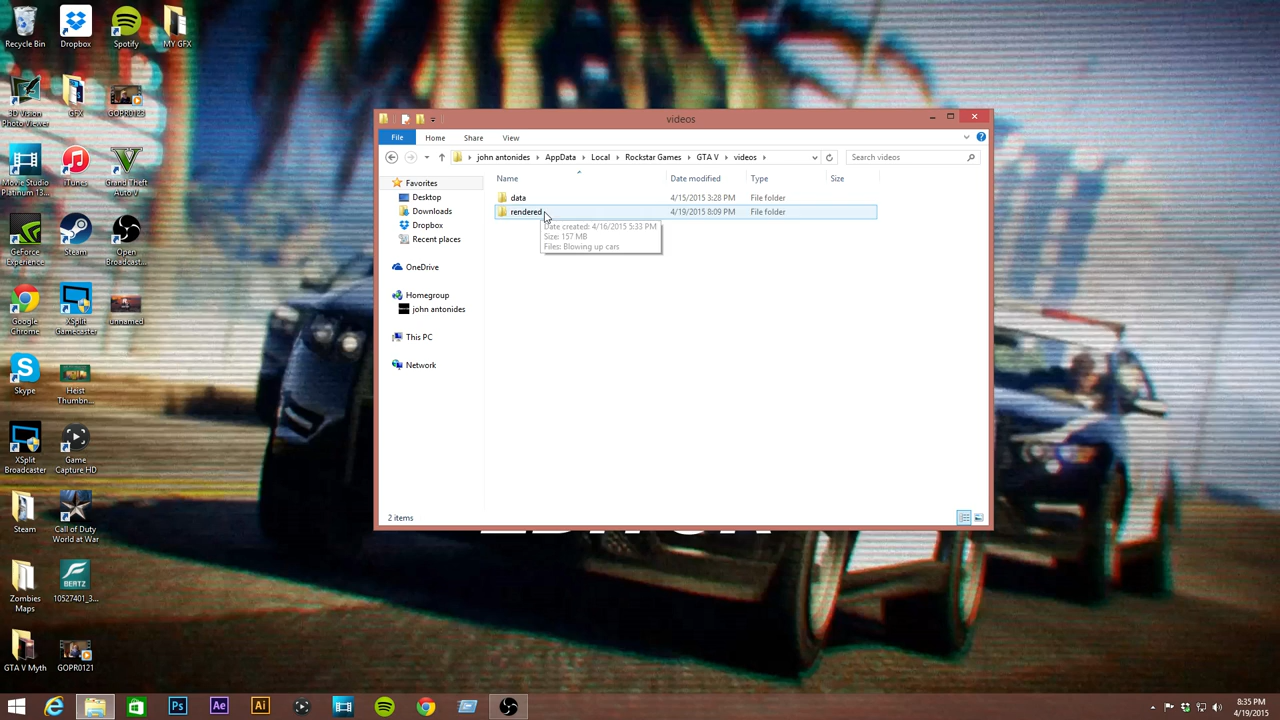 Recycle Bin
Dropbox
Spotify
MY GFX
3D Vision
Photo Viewer
GFX
GOPR0123
Movie Studio
Platinum 13...
iTunes
Grand Theft
Auto V
GeForce
Experience
Steam
Open
Broadcast...
Google
Chrome
XSplit
Gamecaster
unnamed
Skype
Heist
Thumbn...
XSplit
Broadcaster
Game
Capture HD
Steam
Call of Duty
World at War
Zombies
Maps
BERTZ
10527401_3...
GTA V Myth
GOPR0121
videos
File
Home
Share
View
john antonides
AppData
Local
Rockstar Games
GTA V
videos
Search videos
Name
Date modified
Type
Size
Favorites
Desktop
Downloads
Dropbox
Recent places
OneDrive
Homegroup
john antonides
This PC
Network
data
4/15/2015 3:28 PM
File folder
rendered
4/19/2015 8:09 PM
File folder
Date created: 4/16/2015 5:33 PM
Size: 157 MB
Files: Blowing up cars
2 items
Ps
Ae
Ai
8:35 PM
4/19/2015